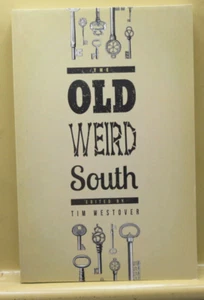 THE
OLD
WEIRD
South
EDITED BY
TIM WESTOVER